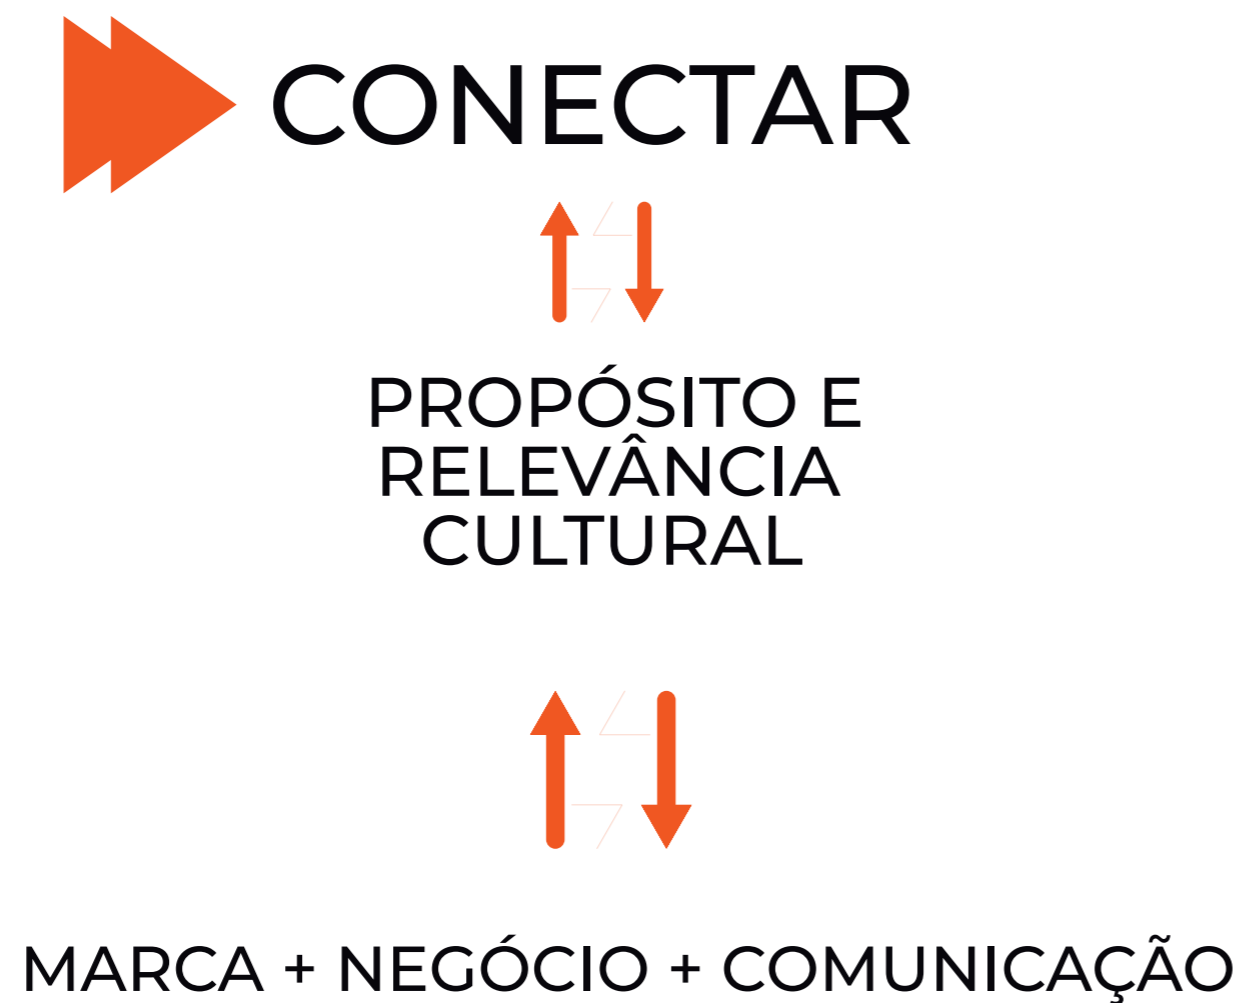 CONECTAR
PROPÓSITO E
RELEVÂNCIA
CULTURAL
MARCA + NEGÓCIO + COMUNICAÇÃO